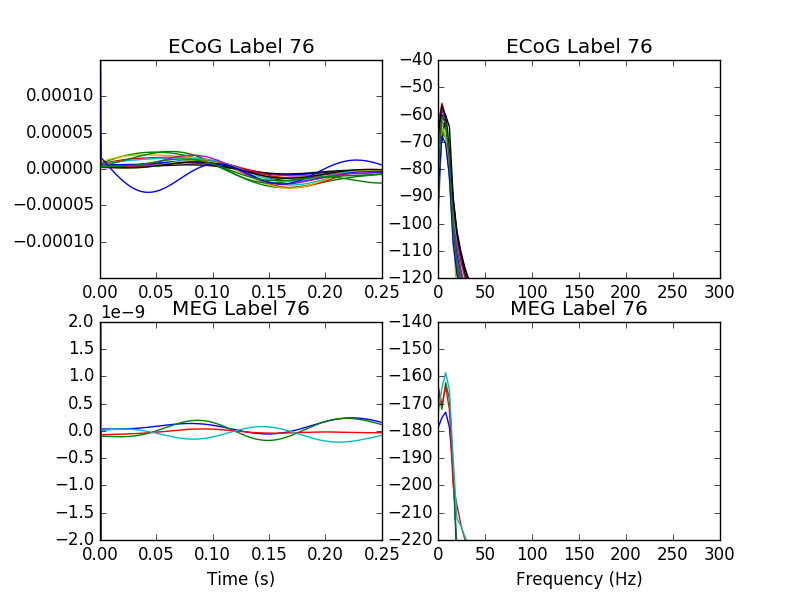 ECoG Label 76
0.00010
0.00005
0.00000
−0.00005
−0.00010
0.00 0.05 0.10 0.15 0.20 0.25
ECoG Label 76
−40
−50
−60
−70
−80
−90
−100
−110
−120
0 50 100 150 200 250 300
MEG Label 76
1e−9
2.0
1.5
1.0
0.5
0.0
−0.5
−1.0
−1.5
−2.0
0.00 0.05 0.10 0.15 0.20 0.25
Time (s)
MEG Label 76
−140
−150
−160
−170
−180
−190
−200
−210
−220
0 50 100 150 200 250 300
Frequency (Hz)